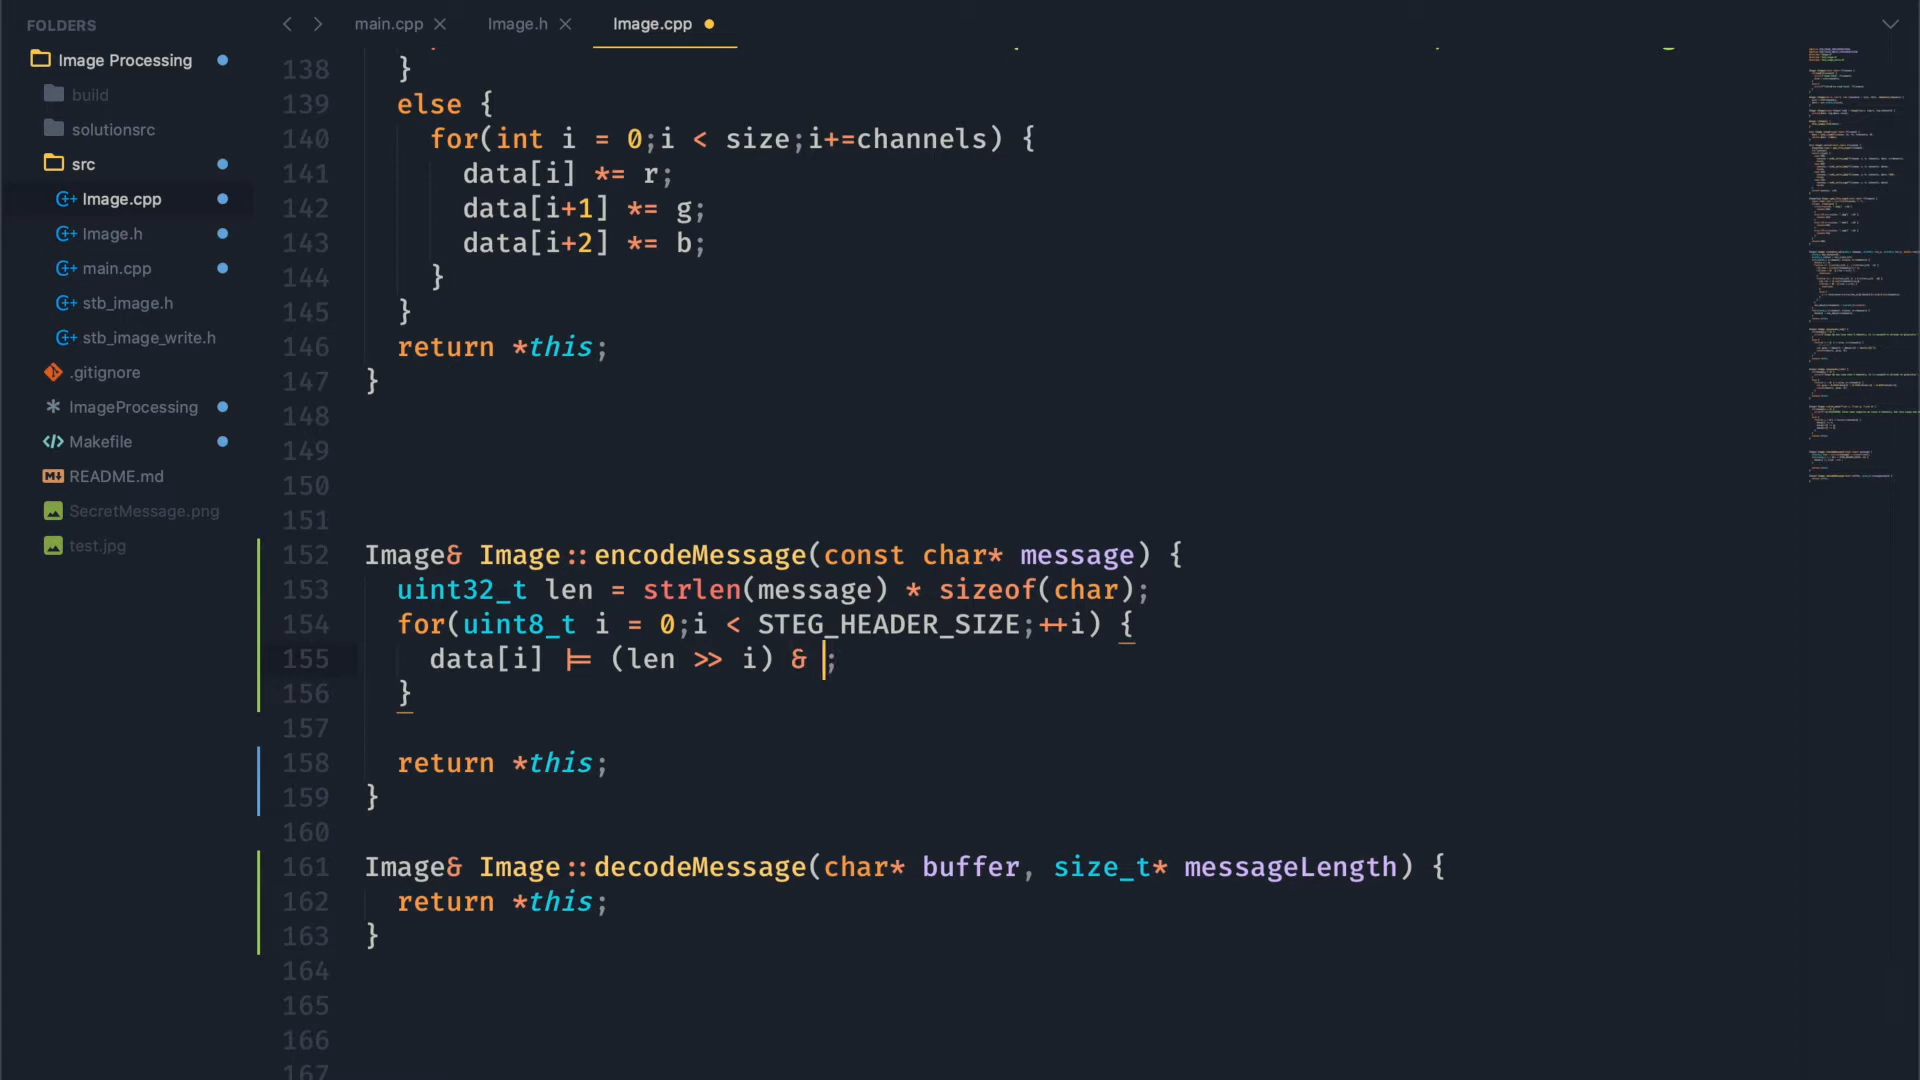 FOLDERS
Image Processing
build
solutionsrc
src
Image.cpp
Image.h
main.cpp
stb_image.h
stb_image_write.h
.gitignore
ImageProcessing
Makefile
README.md
SecretMessage.png
test.jpg
main.cpp
Image.h
Image.cpp
138 }
139 else {
140 for(int i = 0;i < size;i+=channels) {
141 data[i] *= r;
142 data[i+1] *= g;
143 data[i+2] *= b;
144 }
145 }
146 return *this;
147 }
148
149
150
151
152 Image& Image::encodeMessage(const char* message) {
153 uint32_t len = strlen(message) * sizeof(char);
154 for(uint8_t i = 0;i < STEG_HEADER_SIZE;++i) {
155 data[i] |= (len >> i) & ;
156 }
157
158 return *this;
159 }
160
161 Image& Image::decodeMessage(char* buffer, size_t* messageLength) {
162 return *this;
163 }
164
165
166
167